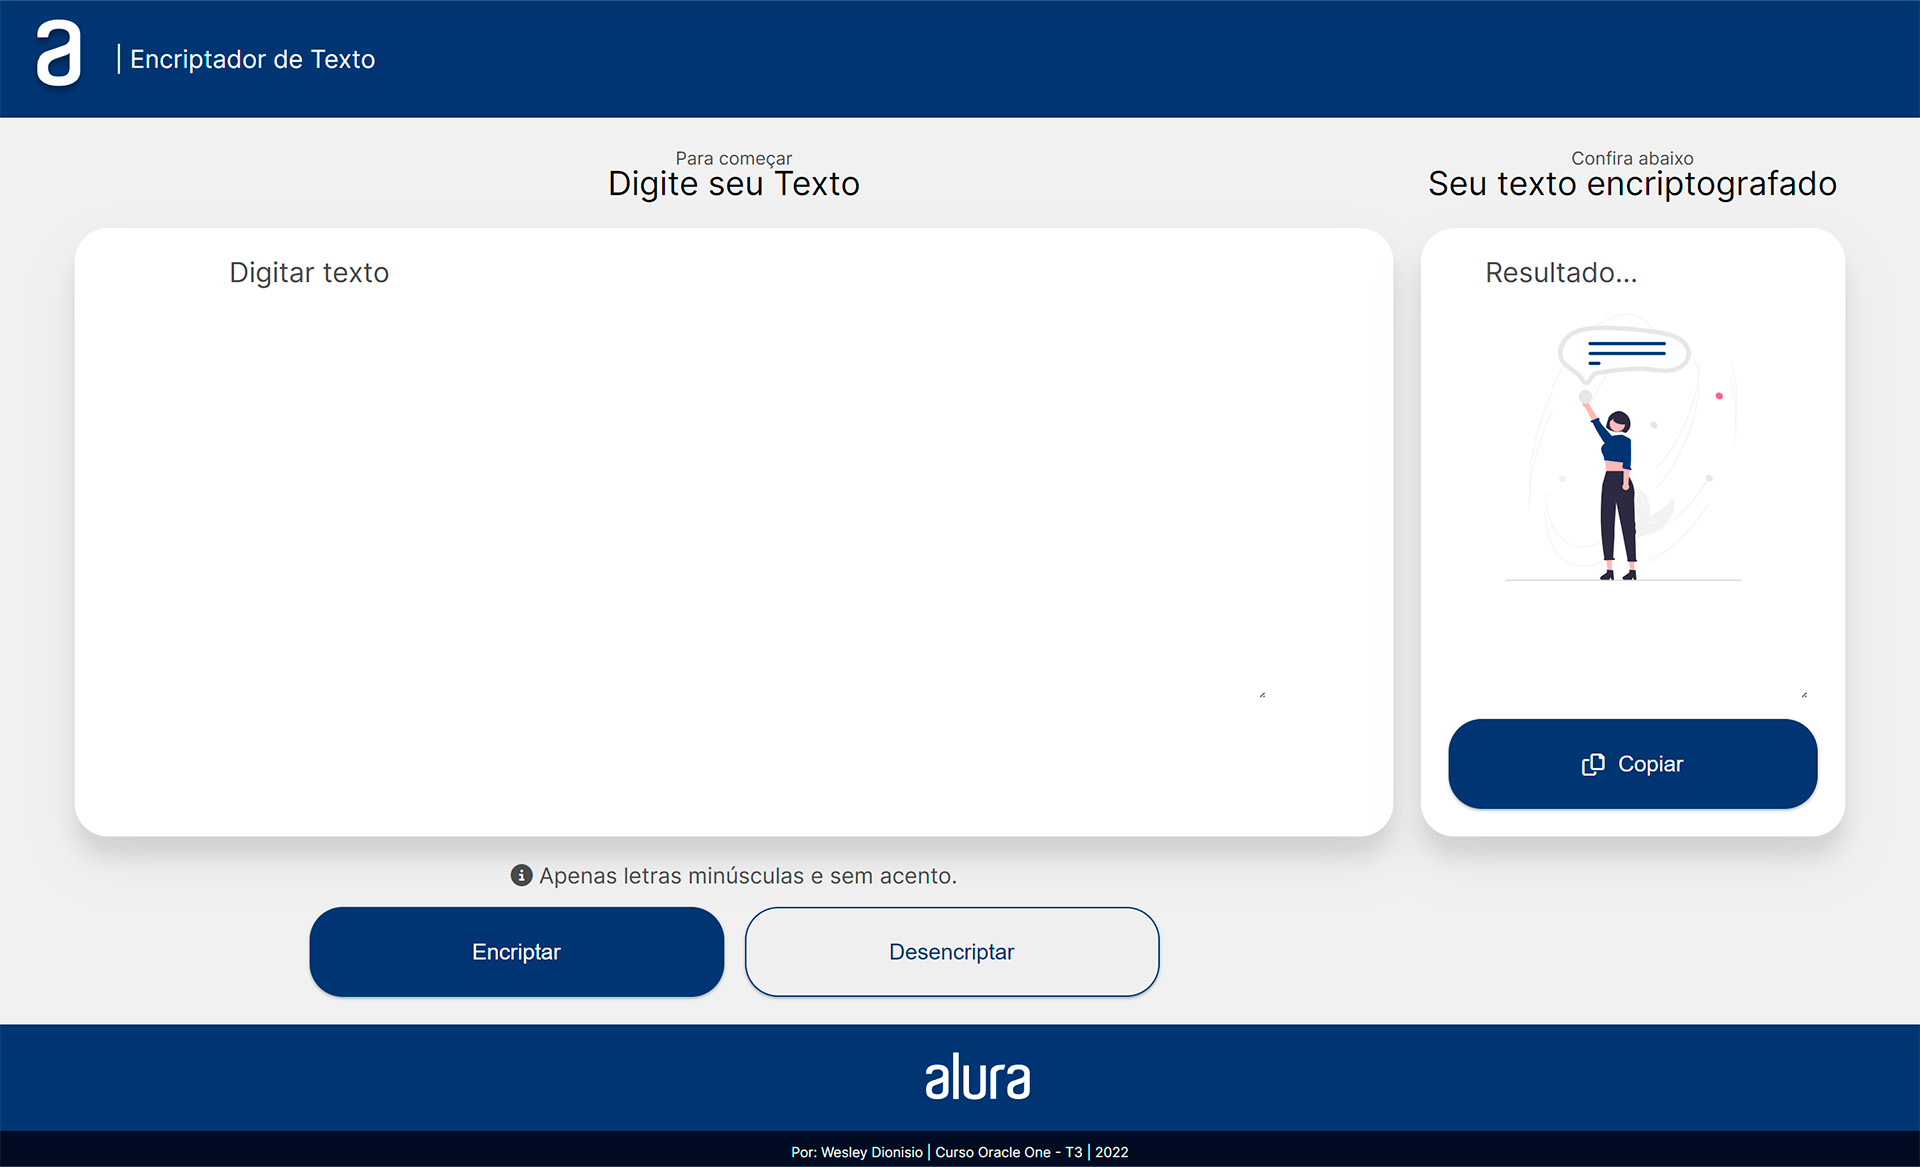 a
| Encriptador de Texto
Para começar
Digite seu Texto
Digitar texto
Apenas letras minúsculas e sem acento.
Encriptar
Desencriptar
Confira abaixo
Seu texto encriptografado
Resultado...
Copiar
alura
Por: Wesley Dionisio | Curso Oracle One - T3 | 2022